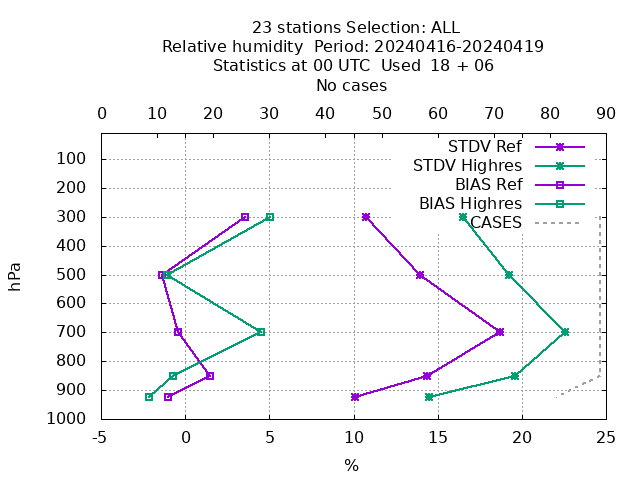 23 stations Selection: ALL
Relative humidity  Period: 20240416-20240419
Statistics at 00 UTC  Used  18 + 06
No cases
0 10 20 30 40 50 60 70 80 90
STDV Ref
STDV Highres
BIAS Ref
BIAS Highres
CASES
100
200
300
400
500
600
700
800
900
1000
hPa
-5 0 5 10 15 20 25
%